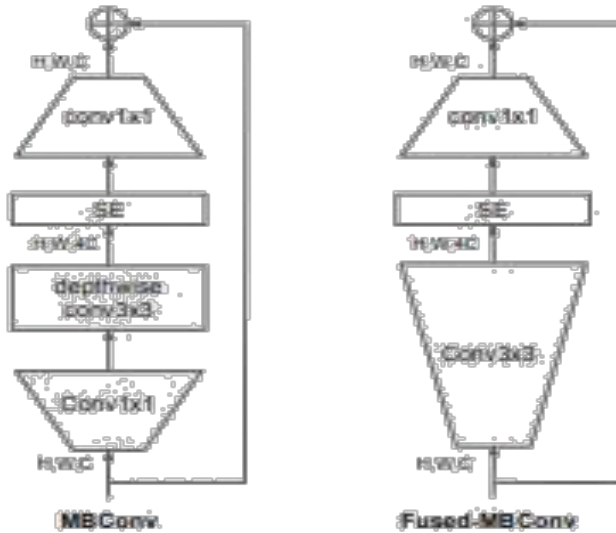 H,W,C
conv1x1
SE
H,W,4C
depthwise
conv3x3
Conv1x1
H,W,C
MBConv
H,W,C
conv1x1
SE
H,W,4C
Conv3x3
H,W,C
Fused-MBConv